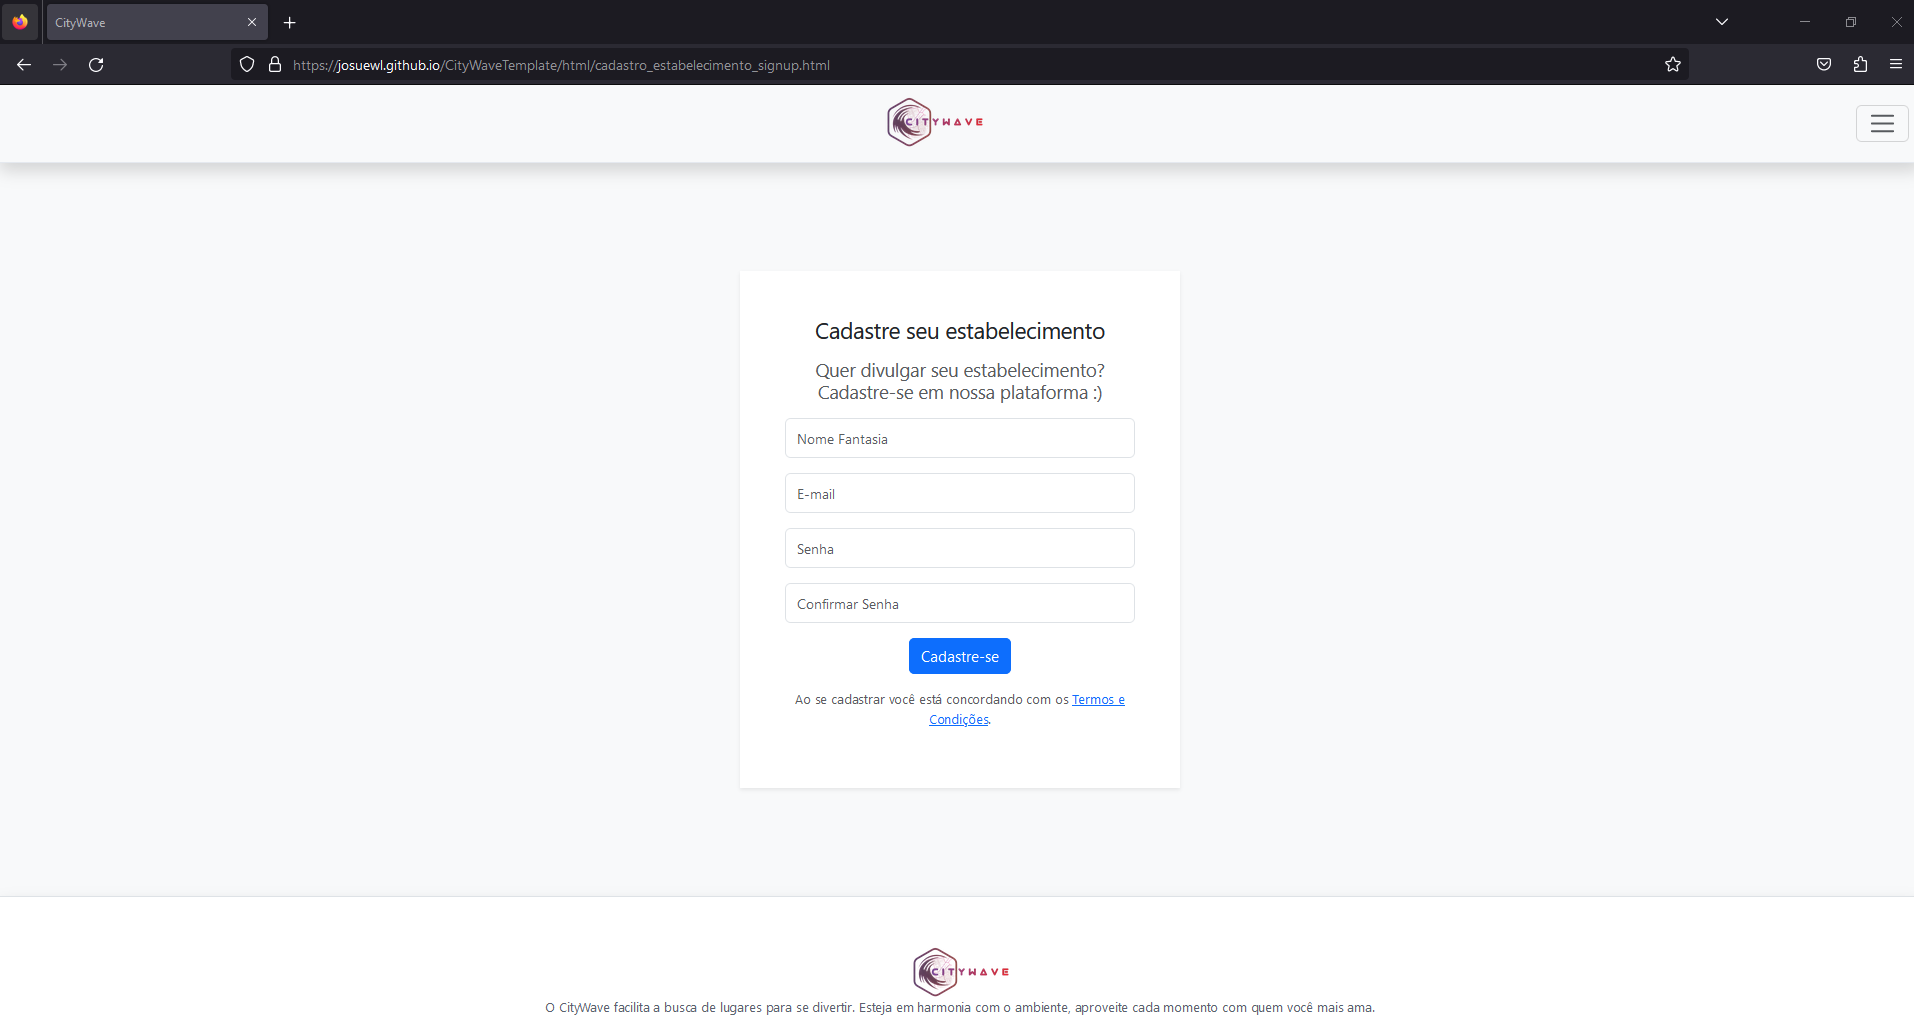 CityWave
https://josuewl.github.io/CityWaveTemplate/html/cadastro_estabelecimento_signup.html
CITYWAVE
Cadastre seu estabelecimento
Quer divulgar seu estabelecimento?
Cadastre-se em nossa plataforma :)
Nome Fantasia
E-mail
Senha
Confirmar Senha
Cadastre-se
Ao se cadastrar você está concordando com os Termos e
Condições.
CITYWAVE
O CityWave facilita a busca de lugares para se divertir. Esteja em harmonia com o ambiente, aproveite cada momento com quem você mais ama.